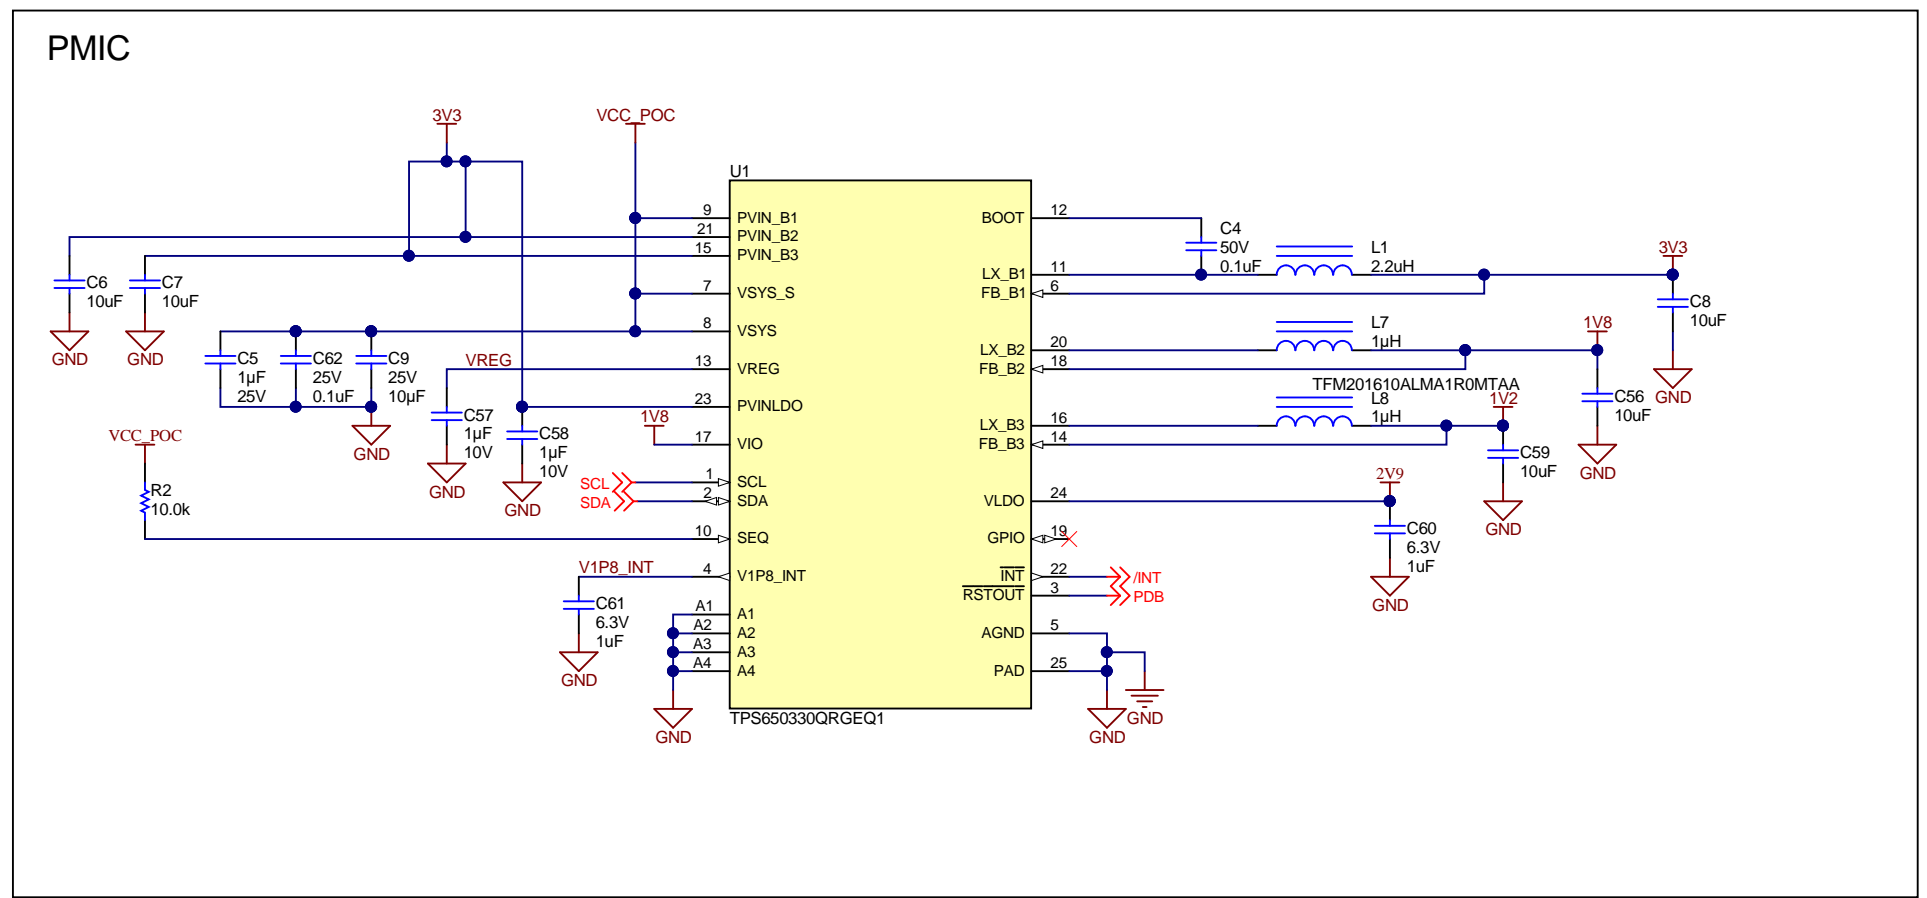 PMIC
3V3
VCC_POC
U1
9 PVIN_B1
21 PVIN_B2
15 PVIN_B3
7 VSYS_S
8 VSYS
13 VREG
23 PVINLDO
17 VIO
1 SCL
2 SDA
10 SEQ
4 V1P8_INT
A1 A1
A2 A2
A3 A3
A4 A4
TPS650330QRGEQ1
BOOT 12
LX_B1 11
FB_B1 6
LX_B2 20
FB_B2 18
LX_B3 16
FB_B3 14
VLDO 24
GPIO 19
INT 22
RSTOUT 3
AGND 5
PAD 25
C6
10uF
GND
C7
10uF
GND
C5
1µF
25V
C62
25V
0.1uF
C9
25V
10µF
GND
VREG
C57
1µF
10V
GND
C58
1µF
10V
GND
1V8
SCL
SDA
VCC_POC
R2
10.0k
V1P8_INT
C61
6.3V
1uF
GND
GND
C4
50V
0.1uF
L1
2.2uH
3V3
C8
10uF
GND
L7
1µH
1V8
C56
10uF
GND
TFM201610ALMA1R0MTAA
L8
1µH
1V2
C59
10uF
GND
2V9
C60
6.3V
1uF
GND
/INT
PDB
GND
GND